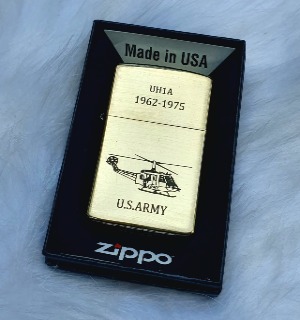 Made in USA
UH1A
1962-1975
U.S.ARMY
zippo